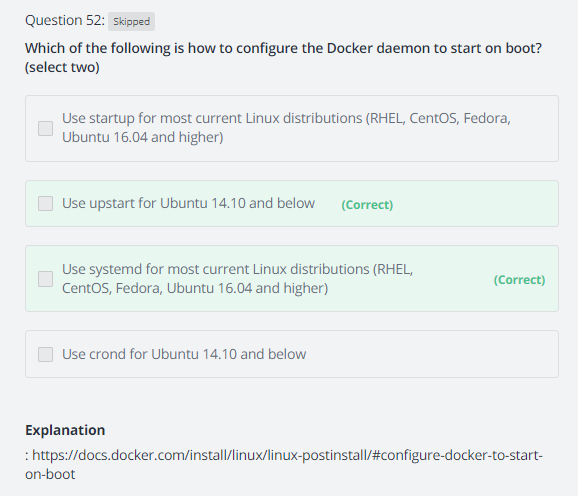 Question 52: Skipped
Which of the following is how to configure the Docker daemon to start on boot?
(select two)
Use startup for most current Linux distributions (RHEL, CentOS, Fedora,
Ubuntu 16.04 and higher)
Use upstart for Ubuntu 14.10 and below (Correct)
Use systemd for most current Linux distributions (RHEL,
CentOS, Fedora, Ubuntu 16.04 and higher) (Correct)
Use crond for Ubuntu 14.10 and below
Explanation
: https://docs.docker.com/install/linux/linux-postinstall/#configure-docker-to-start-
on-boot